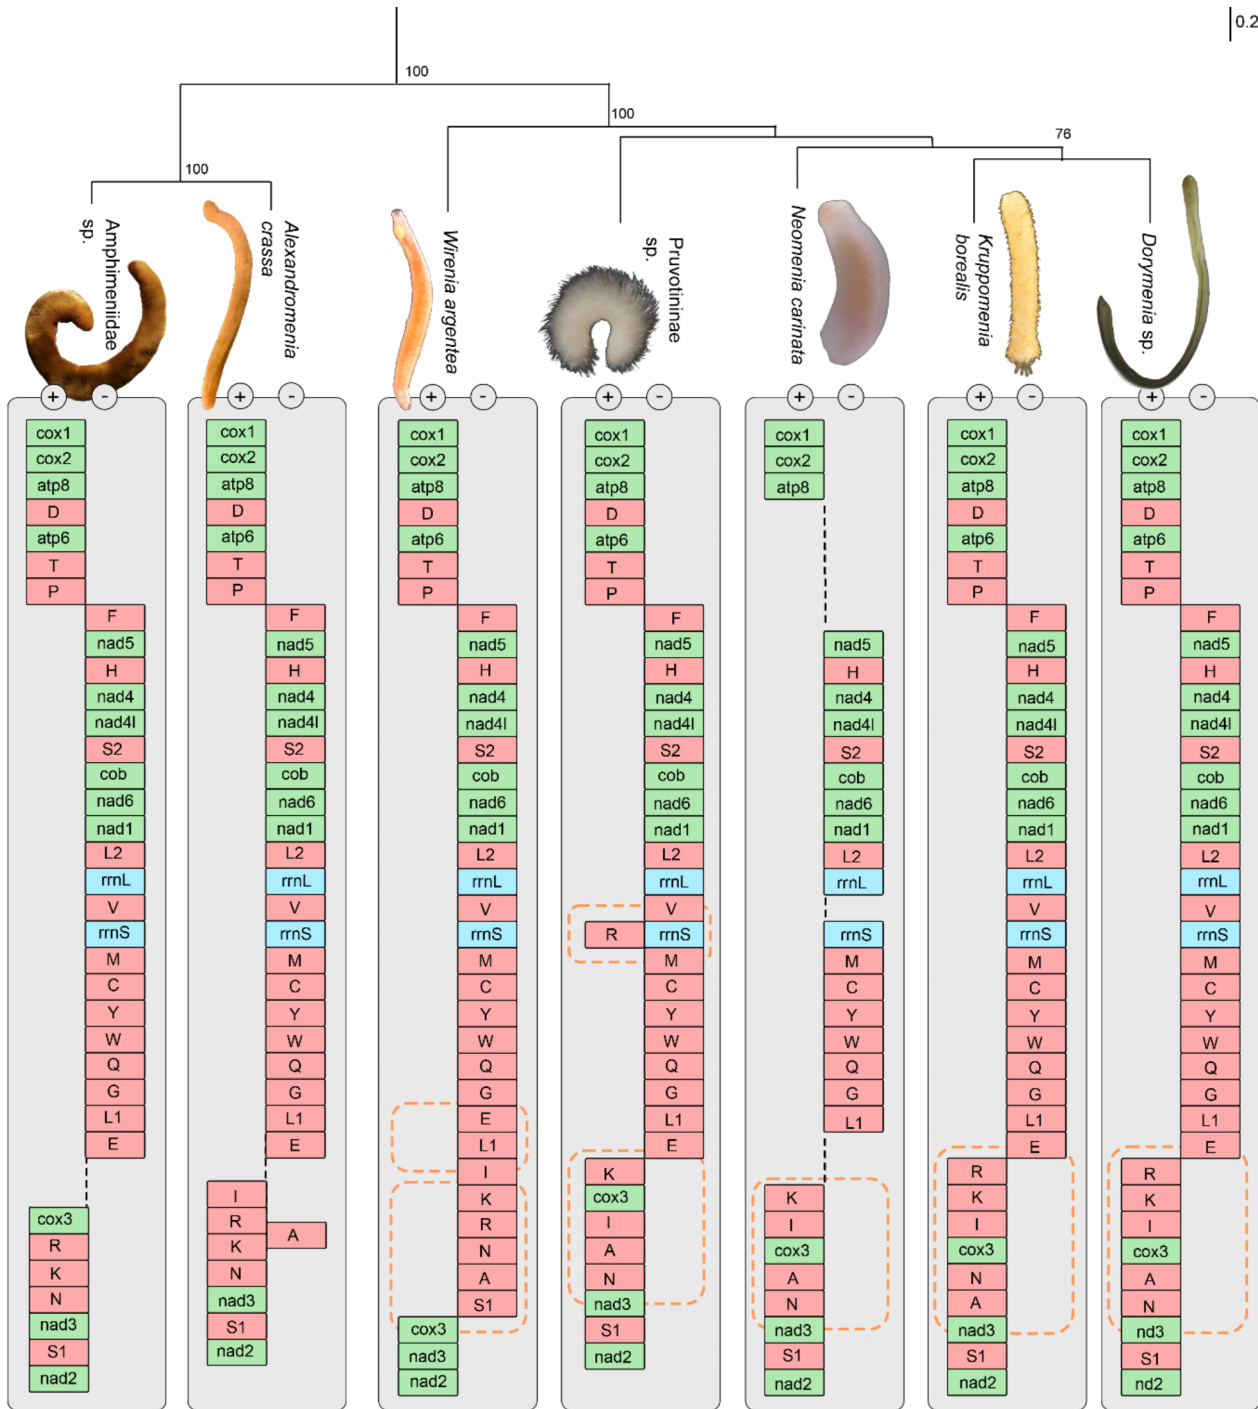 0.2
100
100
76
100
Amphimeniidae
sp.
Alexandromenia
crassa
Wirenia argentea
Pruvotininae
sp.
Neomenia carinata
Kruppomenia
borealis
Dorymenia sp.
+ -
+ -
+ -
+ -
+ -
+ -
+ -
cox1
cox2
atp8
D
atp6
T
P
F
nad5
H
nad4
nad4l
S2
cob
nad6
nad1
L2
rrnL
V
rrnS
M
C
Y
W
Q
G
L1
E
cox3
R
K
N
nad3
S1
nad2
cox1
cox2
atp8
D
atp6
T
P
F
nad5
H
nad4
nad4l
S2
cob
nad6
nad1
L2
rrnL
V
rrnS
M
C
Y
W
Q
G
L1
E
I
R
A
K
N
nad3
S1
nad2
cox1
cox2
atp8
D
atp6
T
P
F
nad5
H
nad4
nad4l
S2
cob
nad6
nad1
L2
rrnL
V
rrnS
M
C
Y
W
Q
G
E
L1
I
K
R
N
A
S1
cox3
nad3
nad2
cox1
cox2
atp8
D
atp6
T
P
F
nad5
H
nad4
nad4l
S2
cob
nad6
nad1
L2
rrnL
V
R rrnS
M
C
Y
W
Q
G
L1
E
K
cox3
I
A
N
nad3
S1
nad2
cox1
cox2
atp8
nad5
H
nad4
nad4l
S2
cob
nad6
nad1
L2
rrnL
rrnS
M
C
Y
W
Q
G
L1
K
I
cox3
A
N
nad3
S1
nad2
cox1
cox2
atp8
D
atp6
T
P
F
nad5
H
nad4
nad4l
S2
cob
nad6
nad1
L2
rrnL
V
rrnS
M
C
Y
W
Q
G
L1
E
R
K
I
cox3
N
A
nad3
S1
nad2
cox1
cox2
atp8
D
atp6
T
P
F
nad5
H
nad4
nad4l
S2
cob
nad6
nad1
L2
rrnL
V
rrnS
M
C
Y
W
Q
G
L1
E
R
K
I
cox3
A
N
nd3
S1
nd2